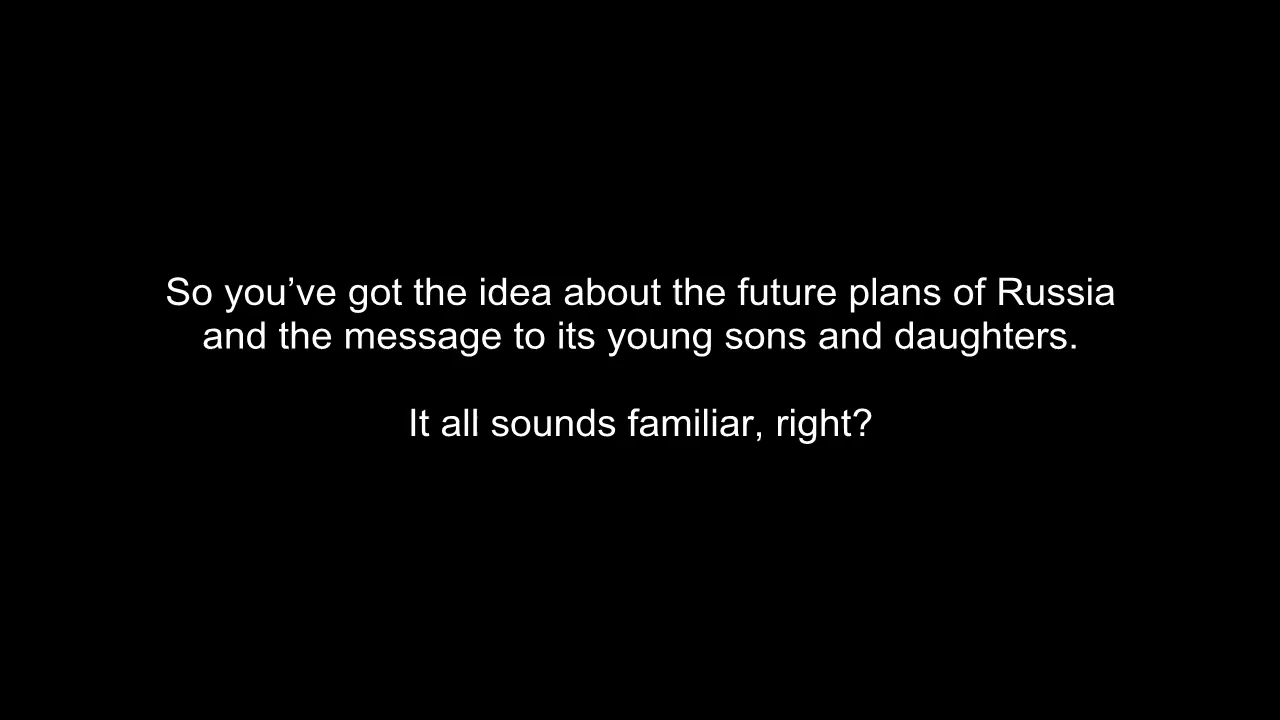 So you’ve got the idea about the future plans of Russia
and the message to its young sons and daughters.
It all sounds familiar, right?